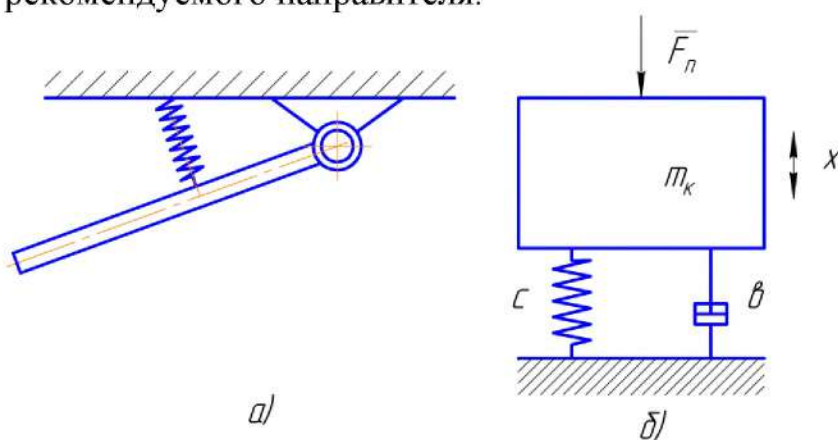 рекомендуемого направителя.
F̅п
mк
x
c
в
а)
б)